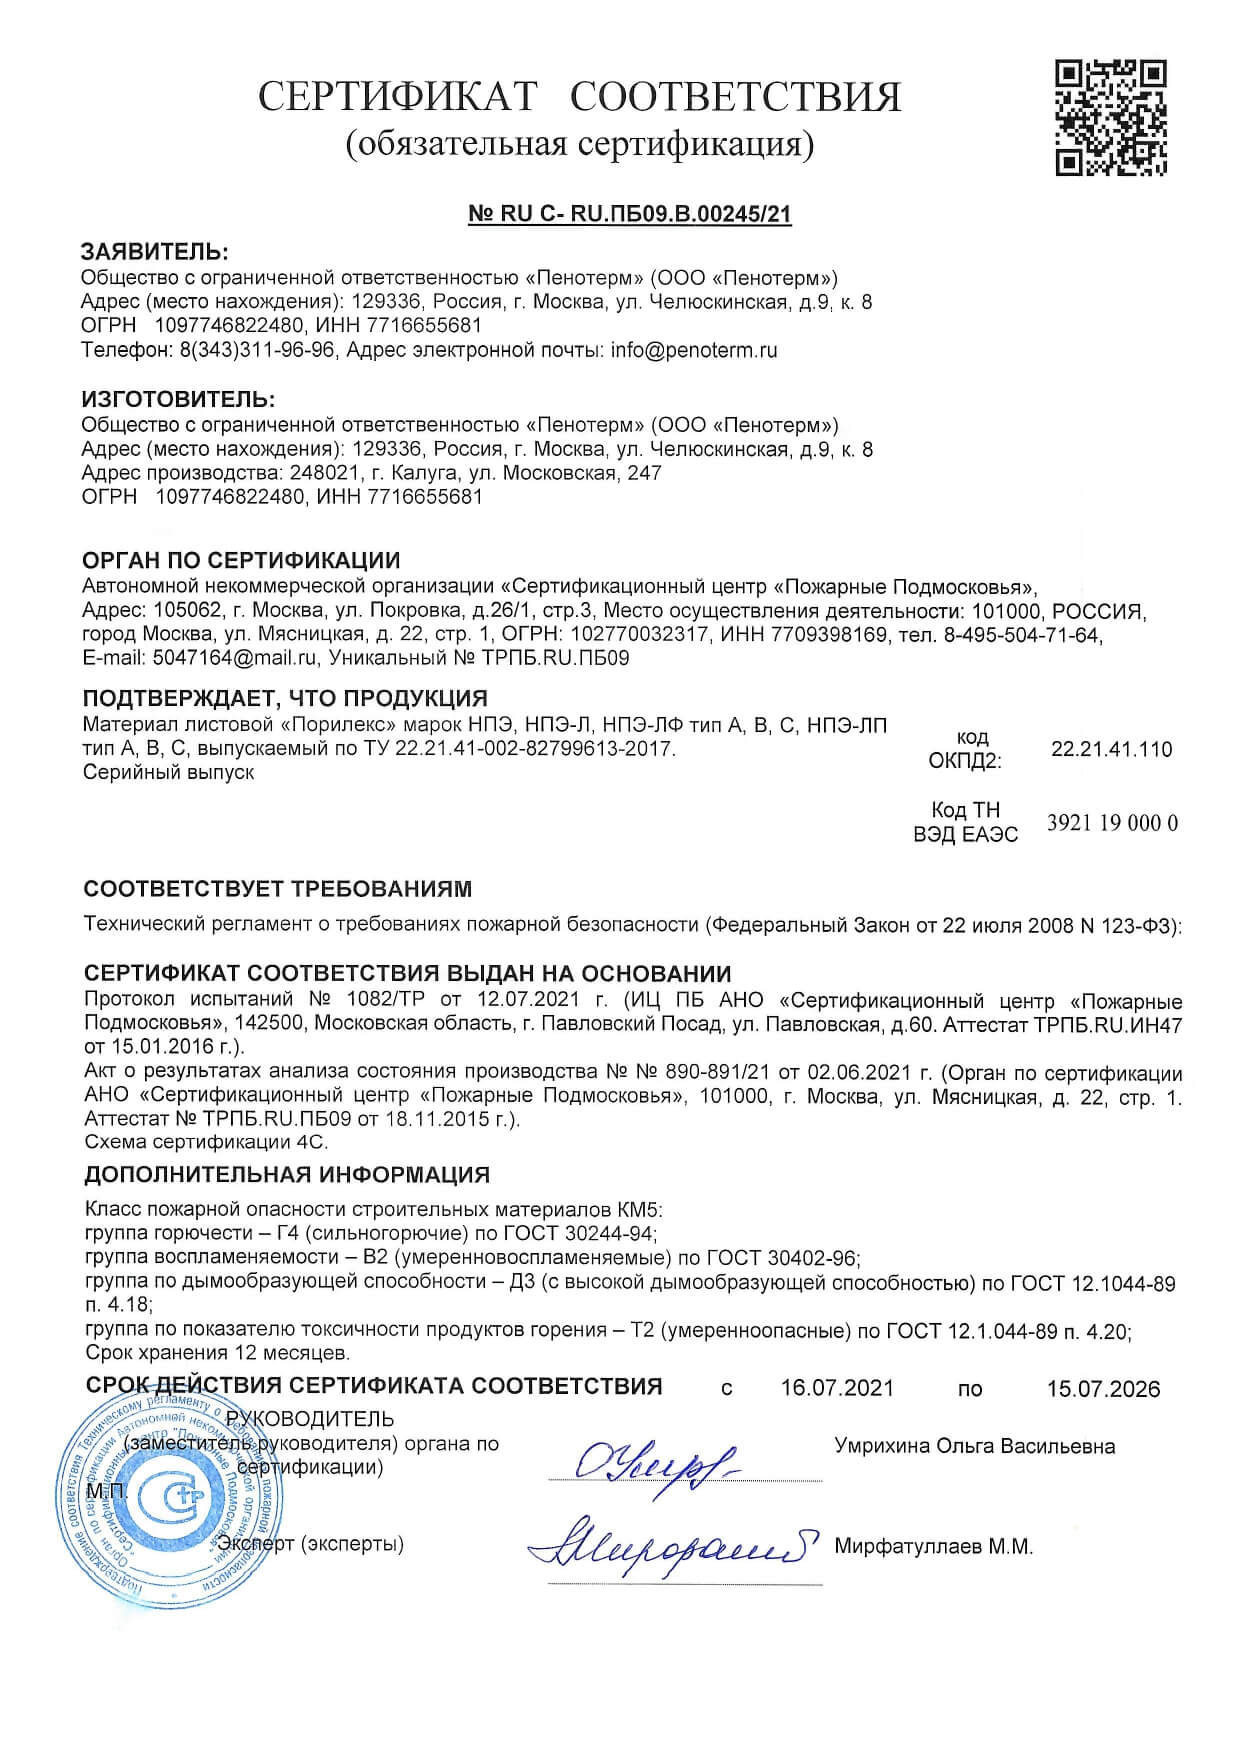 СЕРТИФИКАТ СООТВЕТСТВИЯ
(обязательная сертификация)
№ RU C- RU.ПБ09.В.00245/21
ЗАЯВИТЕЛЬ:
Общество с ограниченной ответственностью «Пенотерм» (ООО «Пенотерм»)
Адрес (место нахождения): 129336, Россия, г. Москва, ул. Челюскинская, д.9, к. 8
ОГРН 1097746822480, ИНН 7716655681
Телефон: 8(343)311-96-96, Адрес электронной почты: info@penoterm.ru
ИЗГОТОВИТЕЛЬ:
Общество с ограниченной ответственностью «Пенотерм» (ООО «Пенотерм»)
Адрес (место нахождения): 129336, Россия, г. Москва, ул. Челюскинская, д.9, к. 8
Адрес производства: 248021, г. Калуга, ул. Московская, 247
ОГРН 1097746822480, ИНН 7716655681
ОРГАН ПО СЕРТИФИКАЦИИ
Автономной некоммерческой организации «Сертификационный центр «Пожарные Подмосковья»,
Адрес: 105062, г. Москва, ул. Покровка, д.26/1, стр.3, Место осуществления деятельности: 101000, РОССИЯ,
город Москва, ул. Мясницкая, д. 22, стр. 1, ОГРН: 102770032317, ИНН 7709398169, тел. 8-495-504-71-64,
E-mail: 5047164@mail.ru, Уникальный № ТРПБ.RU.ПБ09
ПОДТВЕРЖДАЕТ, ЧТО ПРОДУКЦИЯ
Материал листовой «Порилекс» марок НПЭ, НПЭ-Л, НПЭ-ЛФ тип А, В, С, НПЭ-ЛП
тип А, В, С, выпускаемый по ТУ 22.21.41-002-82799613-2017.
Серийный выпуск
код
ОКПД2: 22.21.41.110
Код ТН
ВЭД ЕАЭС 3921 19 000 0
СООТВЕТСТВУЕТ ТРЕБОВАНИЯМ
Технический регламент о требованиях пожарной безопасности (Федеральный Закон от 22 июля 2008 N 123-ФЗ):
СЕРТИФИКАТ СООТВЕТСТВИЯ ВЫДАН НА ОСНОВАНИИ
Протокол испытаний № 1082/ТР от 12.07.2021 г. (ИЦ ПБ АНО «Сертификационный центр «Пожарные
Подмосковья», 142500, Московская область, г. Павловский Посад, ул. Павловская, д.60. Аттестат ТРПБ.RU.ИН47
от 15.01.2016 г.).
Акт о результатах анализа состояния производства № № 890-891/21 от 02.06.2021 г. (Орган по сертификации
АНО «Сертификационный центр «Пожарные Подмосковья», 101000, г. Москва, ул. Мясницкая, д. 22, стр. 1.
Аттестат № ТРПБ.RU.ПБ09 от 18.11.2015 г.).
Схема сертификации 4С.
ДОПОЛНИТЕЛЬНАЯ ИНФОРМАЦИЯ
Класс пожарной опасности строительных материалов КМ5:
группа горючести – Г4 (сильногорючие) по ГОСТ 30244-94;
группа воспламеняемости – В2 (умеренновоспламеняемые) по ГОСТ 30402-96;
группа по дымообразующей способности – Д3 (с высокой дымообразующей способностью) по ГОСТ 12.1044-89
п. 4.18;
группа по показателю токсичности продуктов горения – Т2 (умеренноопасные) по ГОСТ 12.1.044-89 п. 4.20;
Срок хранения 12 месяцев.
СРОК ДЕЙСТВИЯ СЕРТИФИКАТА СООТВЕТСТВИЯ с 16.07.2021 по 15.07.2026
РУКОВОДИТЕЛЬ
(заместитель руководителя) органа по
сертификации)
Умрихина Ольга Васильевна
М.П.
Эксперт (эксперты)
Мирфатуллаев М.М.